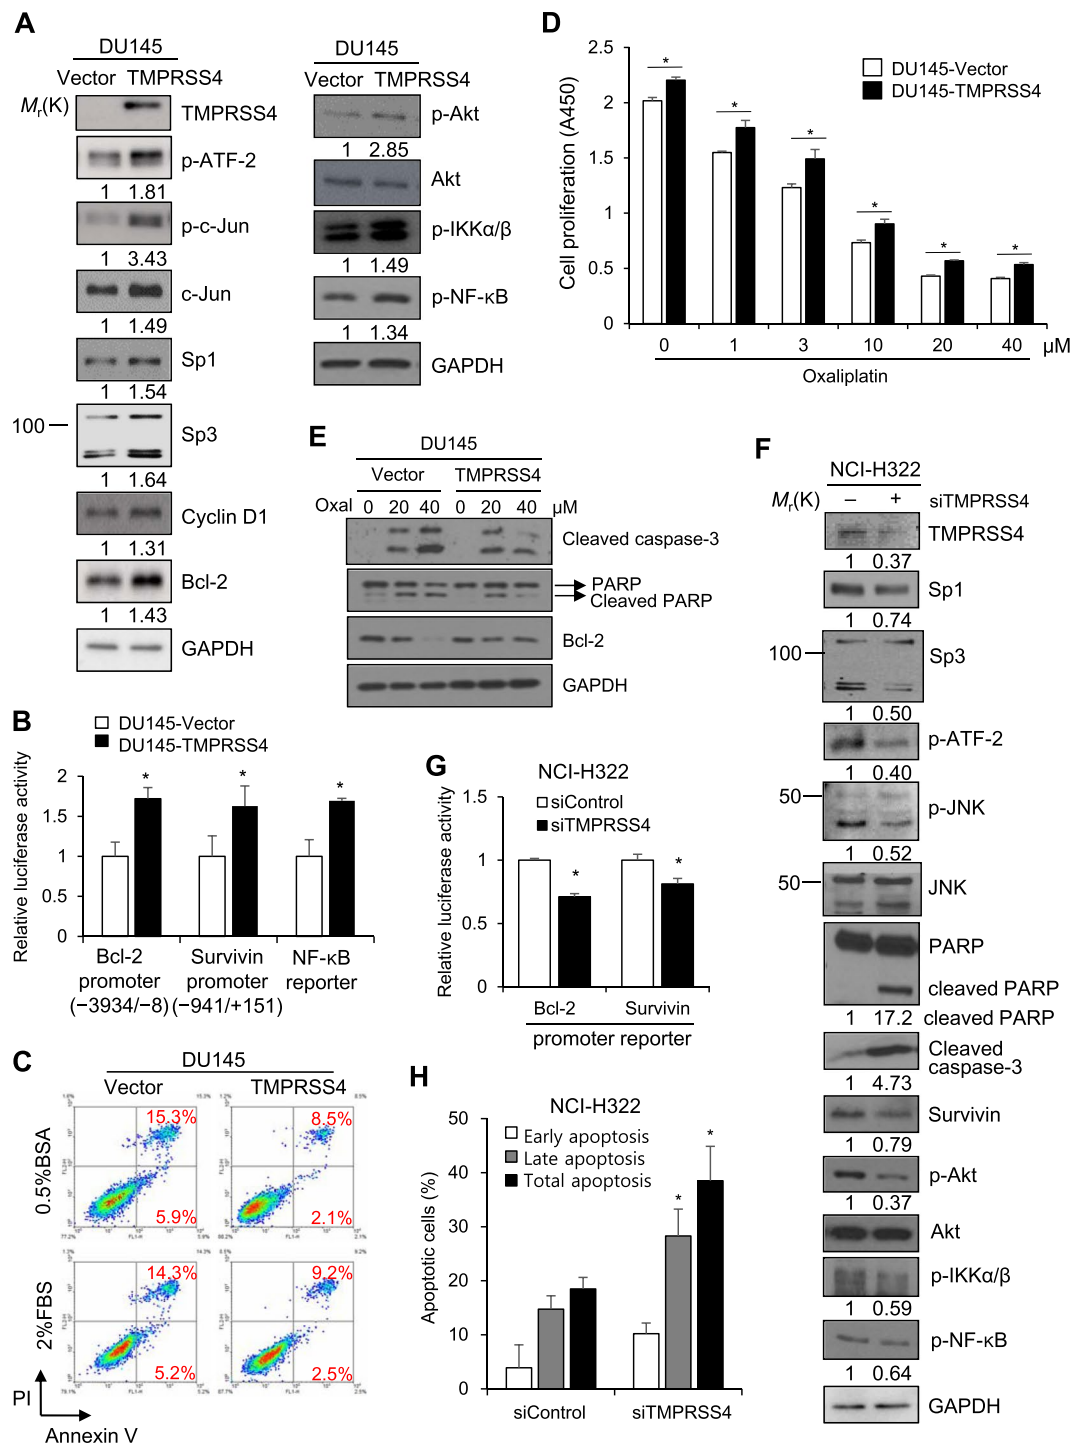 A
DU145
Vector TMPRSS4
Mr(K)
TMPRSS4
p-ATF-2
1 1.81
p-c-Jun
1 3.43
c-Jun
1 1.49
Sp1
1 1.54
100
Sp3
1 1.64
Cyclin D1
1 1.31
Bcl-2
1 1.43
GAPDH
DU145
Vector TMPRSS4
p-Akt
1 2.85
Akt
p-IKKα/β
1 1.49
p-NF-κB
1 1.34
GAPDH
B
DU145-Vector
DU145-TMPRSS4
Relative luciferase activity
2
1.5
1
0.5
0
* * *
Bcl-2 promoter (−3934/−8)
Survivin promoter (−941/+151)
NF-κB reporter
C
DU145
Vector TMPRSS4
0.5%BSA
15.3%
5.9%
8.5%
2.1%
2%FBS
14.3%
5.2%
9.2%
2.5%
PI
Annexin V
D
Cell proliferation (A450)
2.5
2
1.5
1
0.5
0
DU145-Vector
DU145-TMPRSS4
* * * * * *
0 1 3 10 20 40 μM
Oxaliplatin
E
DU145
Vector TMPRSS4
Oxal 0 20 40 0 20 40 μM
Cleaved caspase-3
PARP
Cleaved PARP
Bcl-2
GAPDH
F
NCI-H322
Mr(K) − + siTMPRSS4
TMPRSS4
1 0.37
Sp1
1 0.74
100
Sp3
1 0.50
p-ATF-2
1 0.40
50
p-JNK
1 0.52
50
JNK
PARP
cleaved PARP
1 17.2 cleaved PARP
Cleaved
caspase-3
1 4.73
Survivin
1 0.79
p-Akt
1 0.37
Akt
p-IKKα/β
1 0.59
p-NF-κB
1 0.64
GAPDH
G
NCI-H322
siControl
siTMPRSS4
Relative luciferase activity
1.5
1
0.5
0
* *
Bcl-2 Survivin
promoter reporter
H
NCI-H322
Early apoptosis
Late apoptosis
Total apoptosis
Apoptotic cells (%)
50
40
30
20
10
0
* *
siControl siTMPRSS4